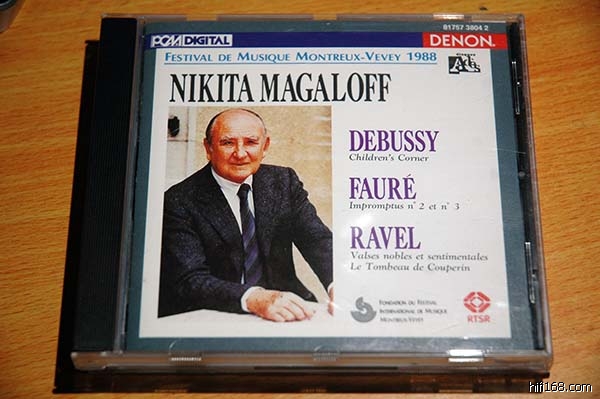 81757 3804 2
PCM DIGITAL
DENON
FESTIVAL DE MUSIQUE MONTREUX-VEVEY 1988
NIKITA MAGALOFF
DEBUSSY
Children's Corner
FAURÉ
Impromptus n° 2 et n° 3
RAVEL
Valses nobles et sentimentales
Le Tombeau de Couperin
FONDATION DU FESTIVAL
INTERNATIONAL DE MUSIQUE
MONTREUX-VEVEY
RTSR
hifi168.com